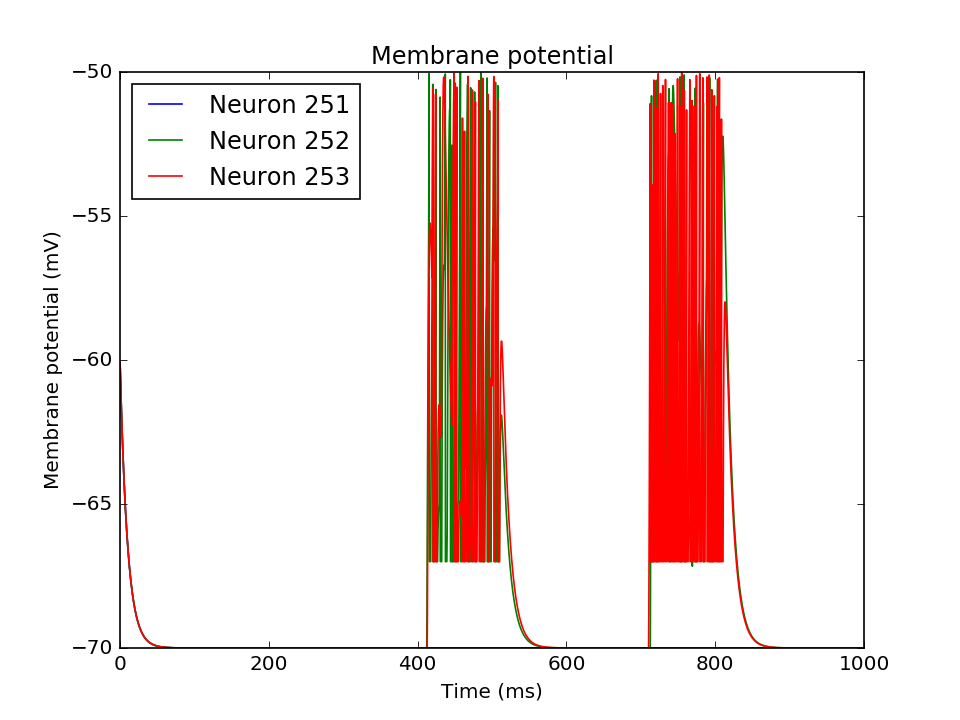 Membrane potential
−50
−55
−60
−65
−70
Membrane potential (mV)
Neuron 251
Neuron 252
Neuron 253
0
200
400
600
800
1000
Time (ms)